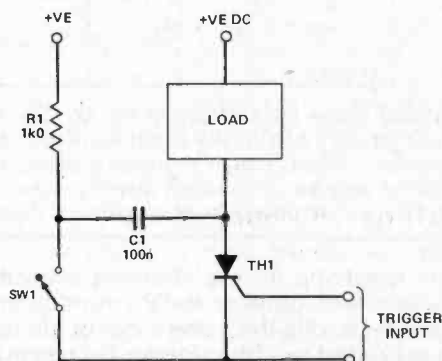 +VE
+VE DC
R1
1k0
LOAD
C1
100n
TH1
SW1
TRIGGER
INPUT